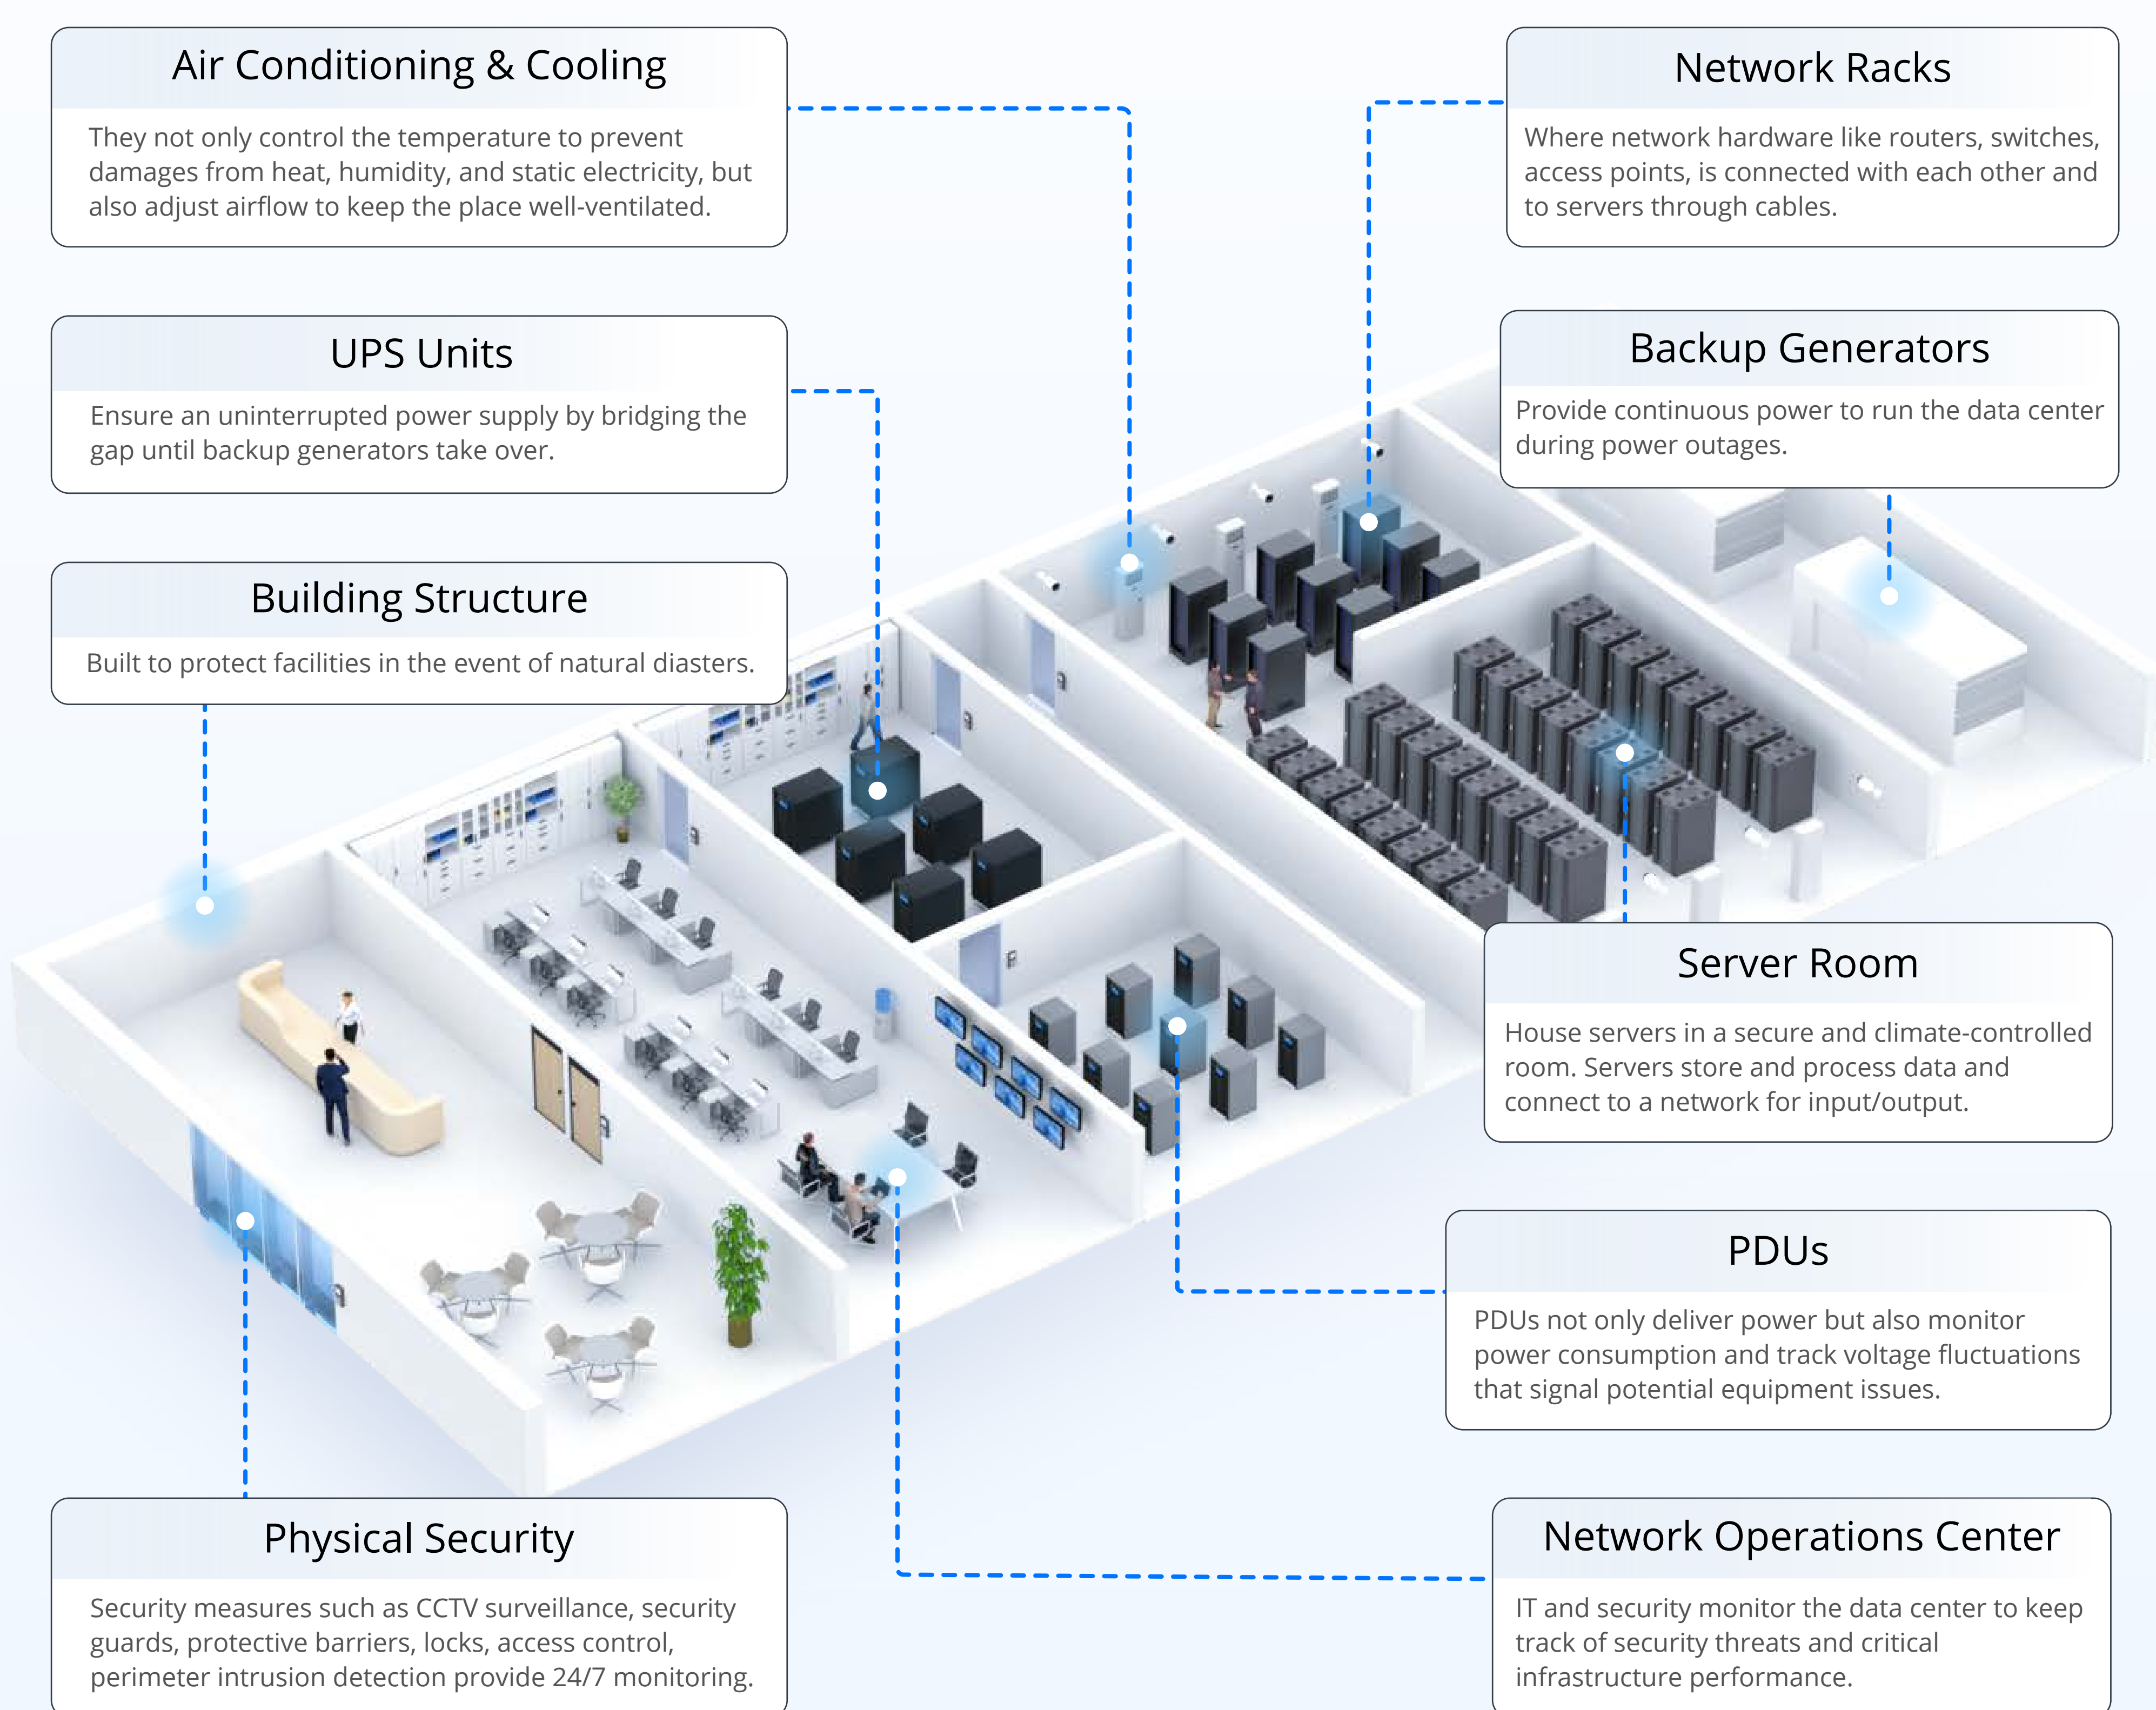 Air Conditioning & Cooling
They not only control the temperature to prevent
damages from heat, humidity, and static electricity, but
also adjust airflow to keep the place well-ventilated.
Network Racks
Where network hardware like routers, switches,
access points, is connected with each other and
to servers through cables.
UPS Units
Ensure an uninterrupted power supply by bridging the
gap until backup generators take over.
Backup Generators
Provide continuous power to run the data center
during power outages.
Building Structure
Built to protect facilities in the event of natural diasters.
Server Room
House servers in a secure and climate-controlled
room. Servers store and process data and
connect to a network for input/output.
PDUs
PDUs not only deliver power but also monitor
power consumption and track voltage fluctuations
that signal potential equipment issues.
Physical Security
Security measures such as CCTV surveillance, security
guards, protective barriers, locks, access control,
perimeter intrusion detection provide 24/7 monitoring.
Network Operations Center
IT and security monitor the data center to keep
track of security threats and critical
infrastructure performance.